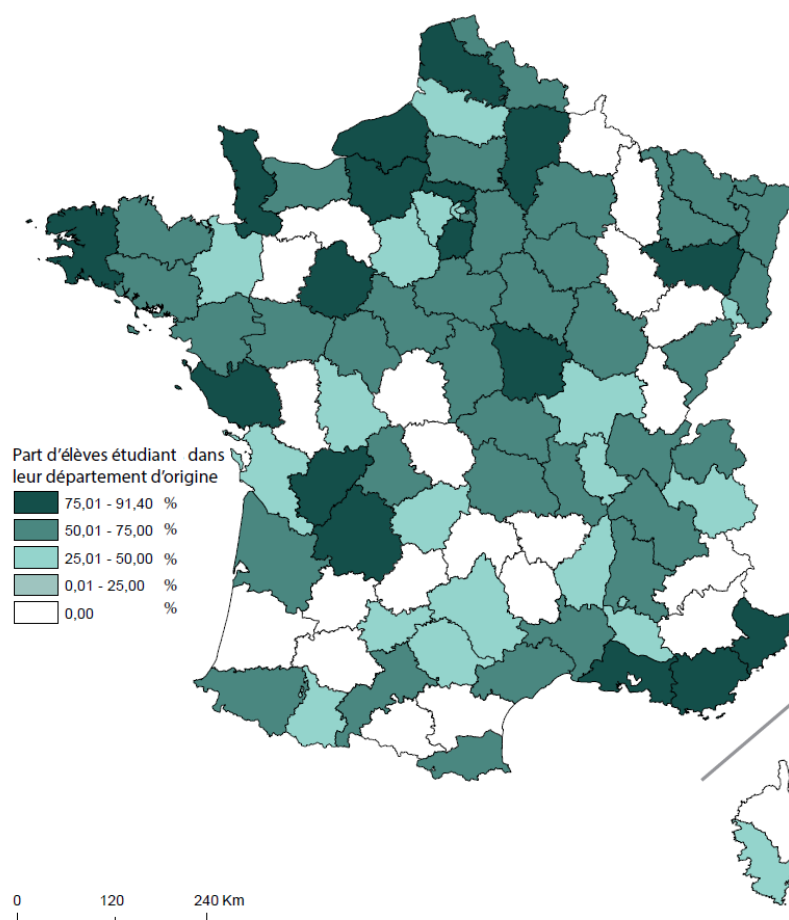 Part d'élèves étudiant dans
leur département d'origine
75,01 - 91,40 %
50,01 - 75,00 %
25,01 - 50,00 %
0,01 - 25,00 %
0,00 %
0 120 240 Km